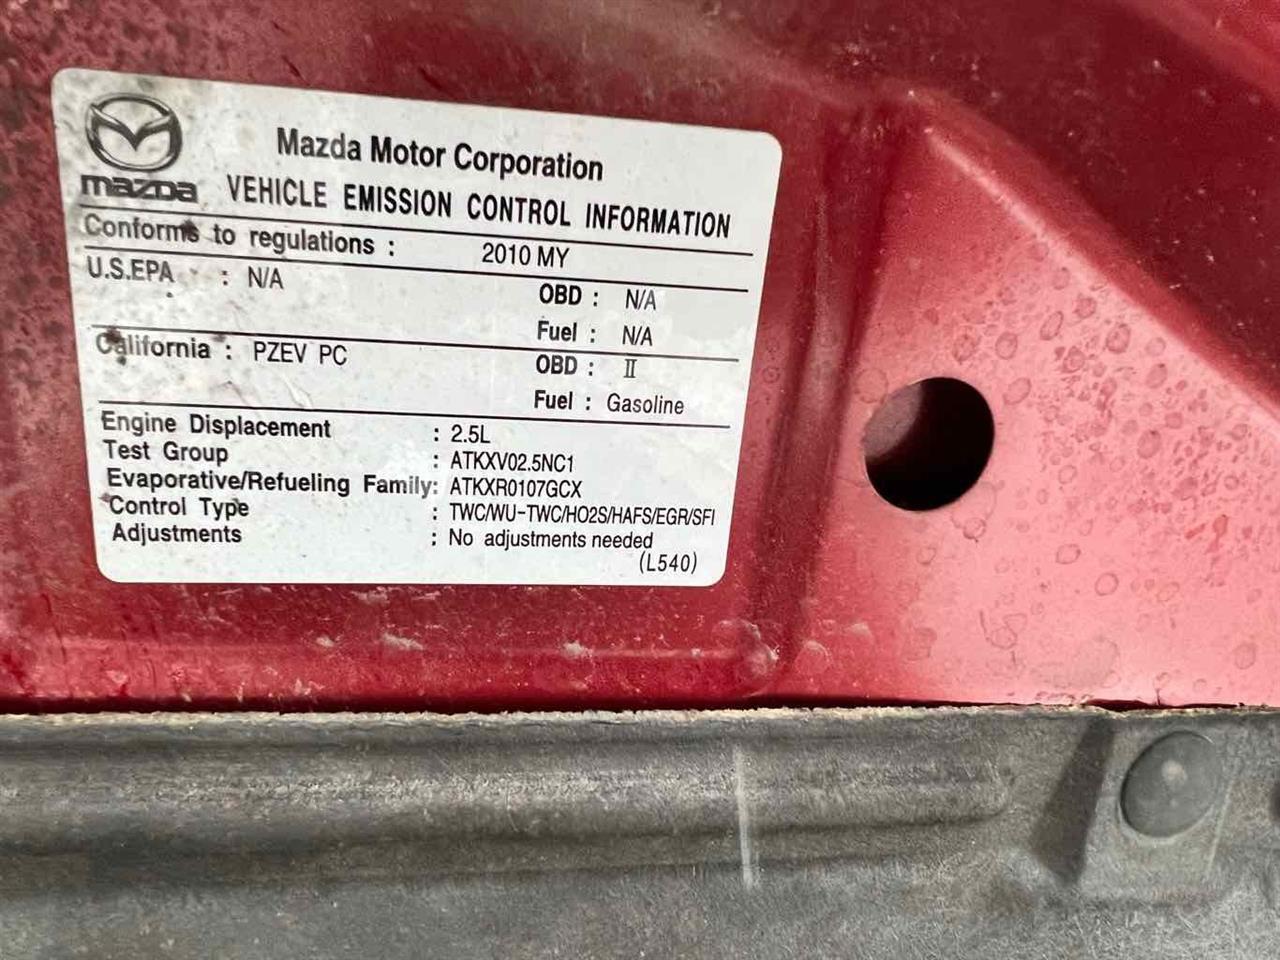 Mazda Motor Corporation
mazda
VEHICLE EMISSION CONTROL INFORMATION
Conforms to regulations : 2010 MY
U.S.EPA : N/A
OBD : N/A
Fuel : N/A
California : PZEV PC
OBD : II
Fuel : Gasoline
Engine Displacement : 2.5L
Test Group : ATKXV02.5NC1
Evaporative/Refueling Family: ATKXR0107GCX
Control Type : TWC/WU-TWC/HO2S/HAFS/EGR/SFI
Adjustments : No adjustments needed
(L540)